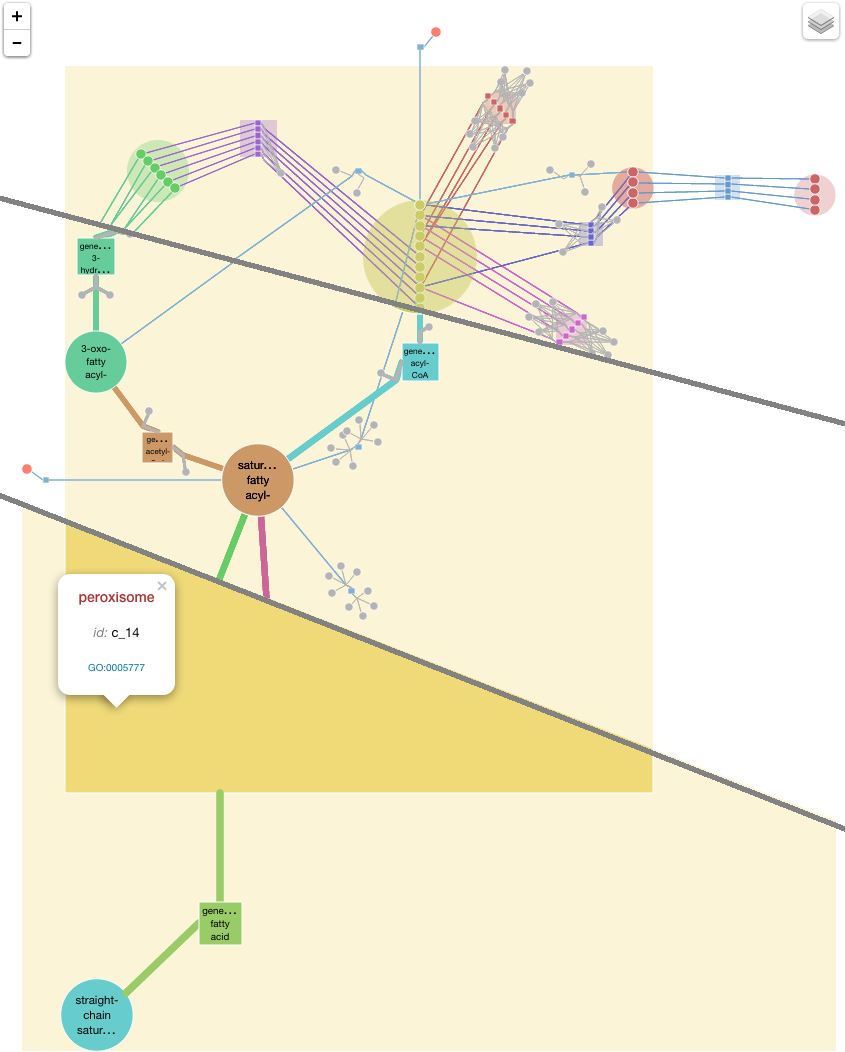 +
−
gene...
3-
hydr...
3-oxo-
fatty
acyl-
gene...
acyl-
CoA
ge...
acetyl-
satur...
fatty
acyl-
×
peroxisome
id: c_14
GO:0005777
gene...
fatty
acid
straight-
chain
satur...